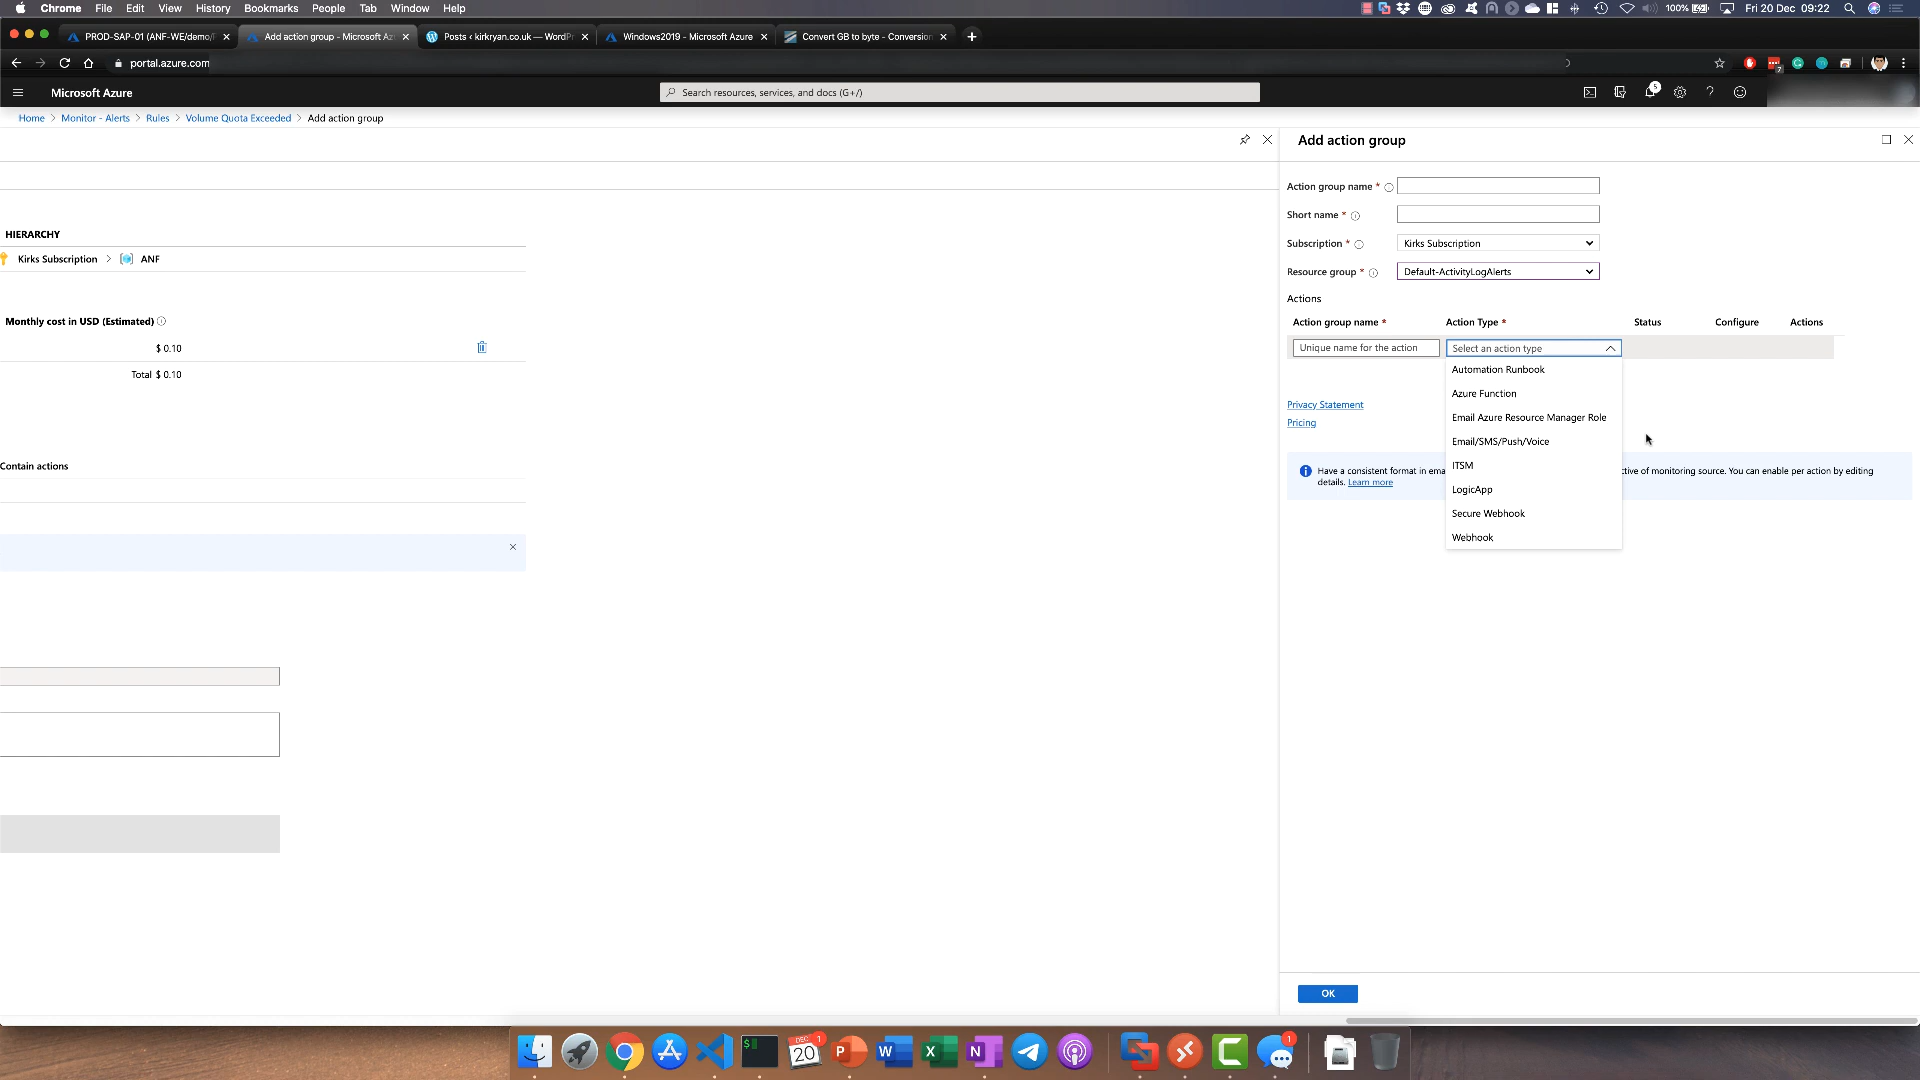 Chrome File Edit View History Bookmarks People Tab Window Help
100% Fri 20 Dec 09:22
PROD-SAP-01 (ANF-WE/demo/
Add action group - Microsoft Az
Posts ‹ kirkryan.co.uk — WordPr
Windows2019 - Microsoft Azure
Convert GB to byte - Conversion
portal.azure.com
7
Microsoft Azure
Search resources, services, and docs (G+/)
5
Home > Monitor - Alerts > Rules > Volume Quota Exceeded > Add action group
Add action group
Action group name *
Short name *
Subscription *
Kirks Subscription
Resource group *
Default-ActivityLogAlerts
HIERARCHY
Kirks Subscription > ANF
Monthly cost in USD (Estimated)
$ 0.10
Total $ 0.10
Contain actions
Actions
Action group name * Action Type * Status Configure Actions
Unique name for the action
Select an action type
Automation Runbook
Azure Function
Email Azure Resource Manager Role
Email/SMS/Push/Voice
ITSM
LogicApp
Secure Webhook
Webhook
Privacy Statement
Pricing
Have a consistent format in ema
tive of monitoring source. You can enable per action by editing
details. Learn more
OK
$
DEC 20
1
P
W
X
N
C
1